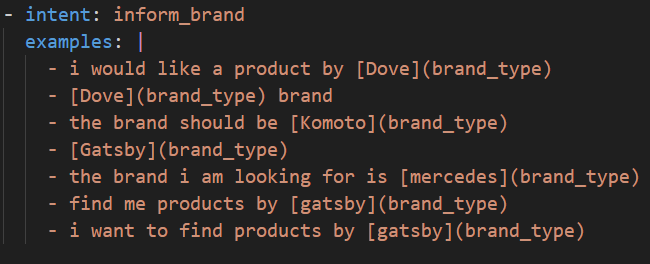 - intent: inform_brand
examples: |
- i would like a product by [Dove](brand_type)
- [Dove](brand_type) brand
- the brand should be [Komoto](brand_type)
- [Gatsby](brand_type)
- the brand i am looking for is [mercedes](brand_type)
- find me products by [gatsby](brand_type)
- i want to find products by [gatsby](brand_type)